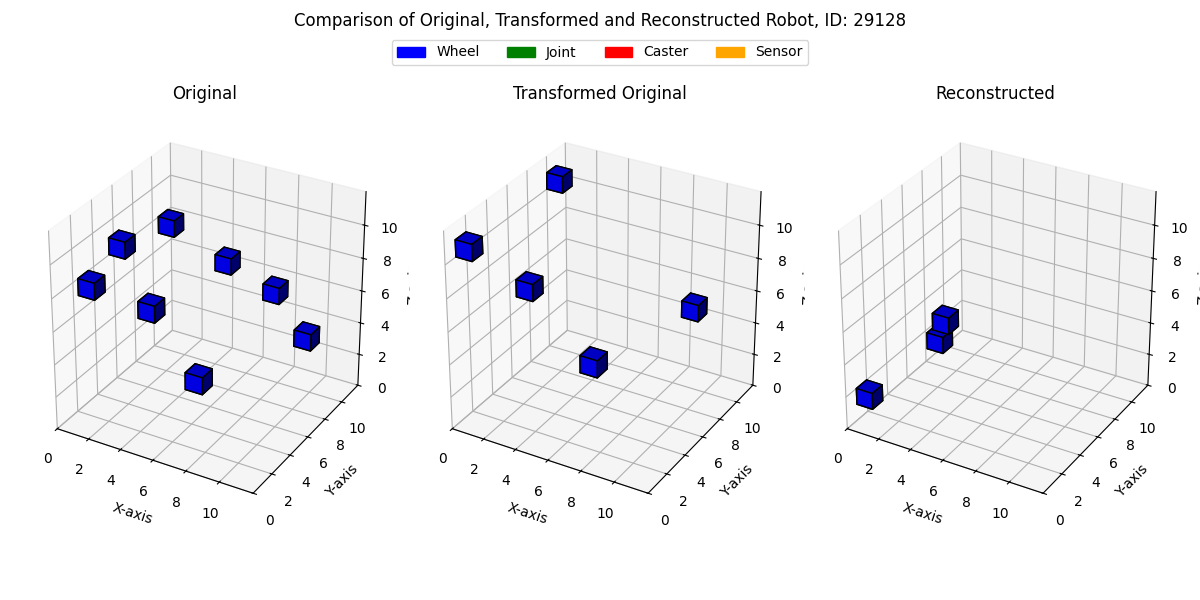 Comparison of Original, Transformed and Reconstructed Robot, ID: 29128
Wheel Joint Caster Sensor
Original
Transformed Original
Reconstructed
0 2 4 6 8 10
X-axis
0 2 4 6 8 10
Y-axis
0 2 4 6 8 10
0 2 4 6 8 10
X-axis
0 2 4 6 8 10
Y-axis
0 2 4 6 8 10
0 2 4 6 8 10
X-axis
0 2 4 6 8 10
Y-axis
0 2 4 6 8 10